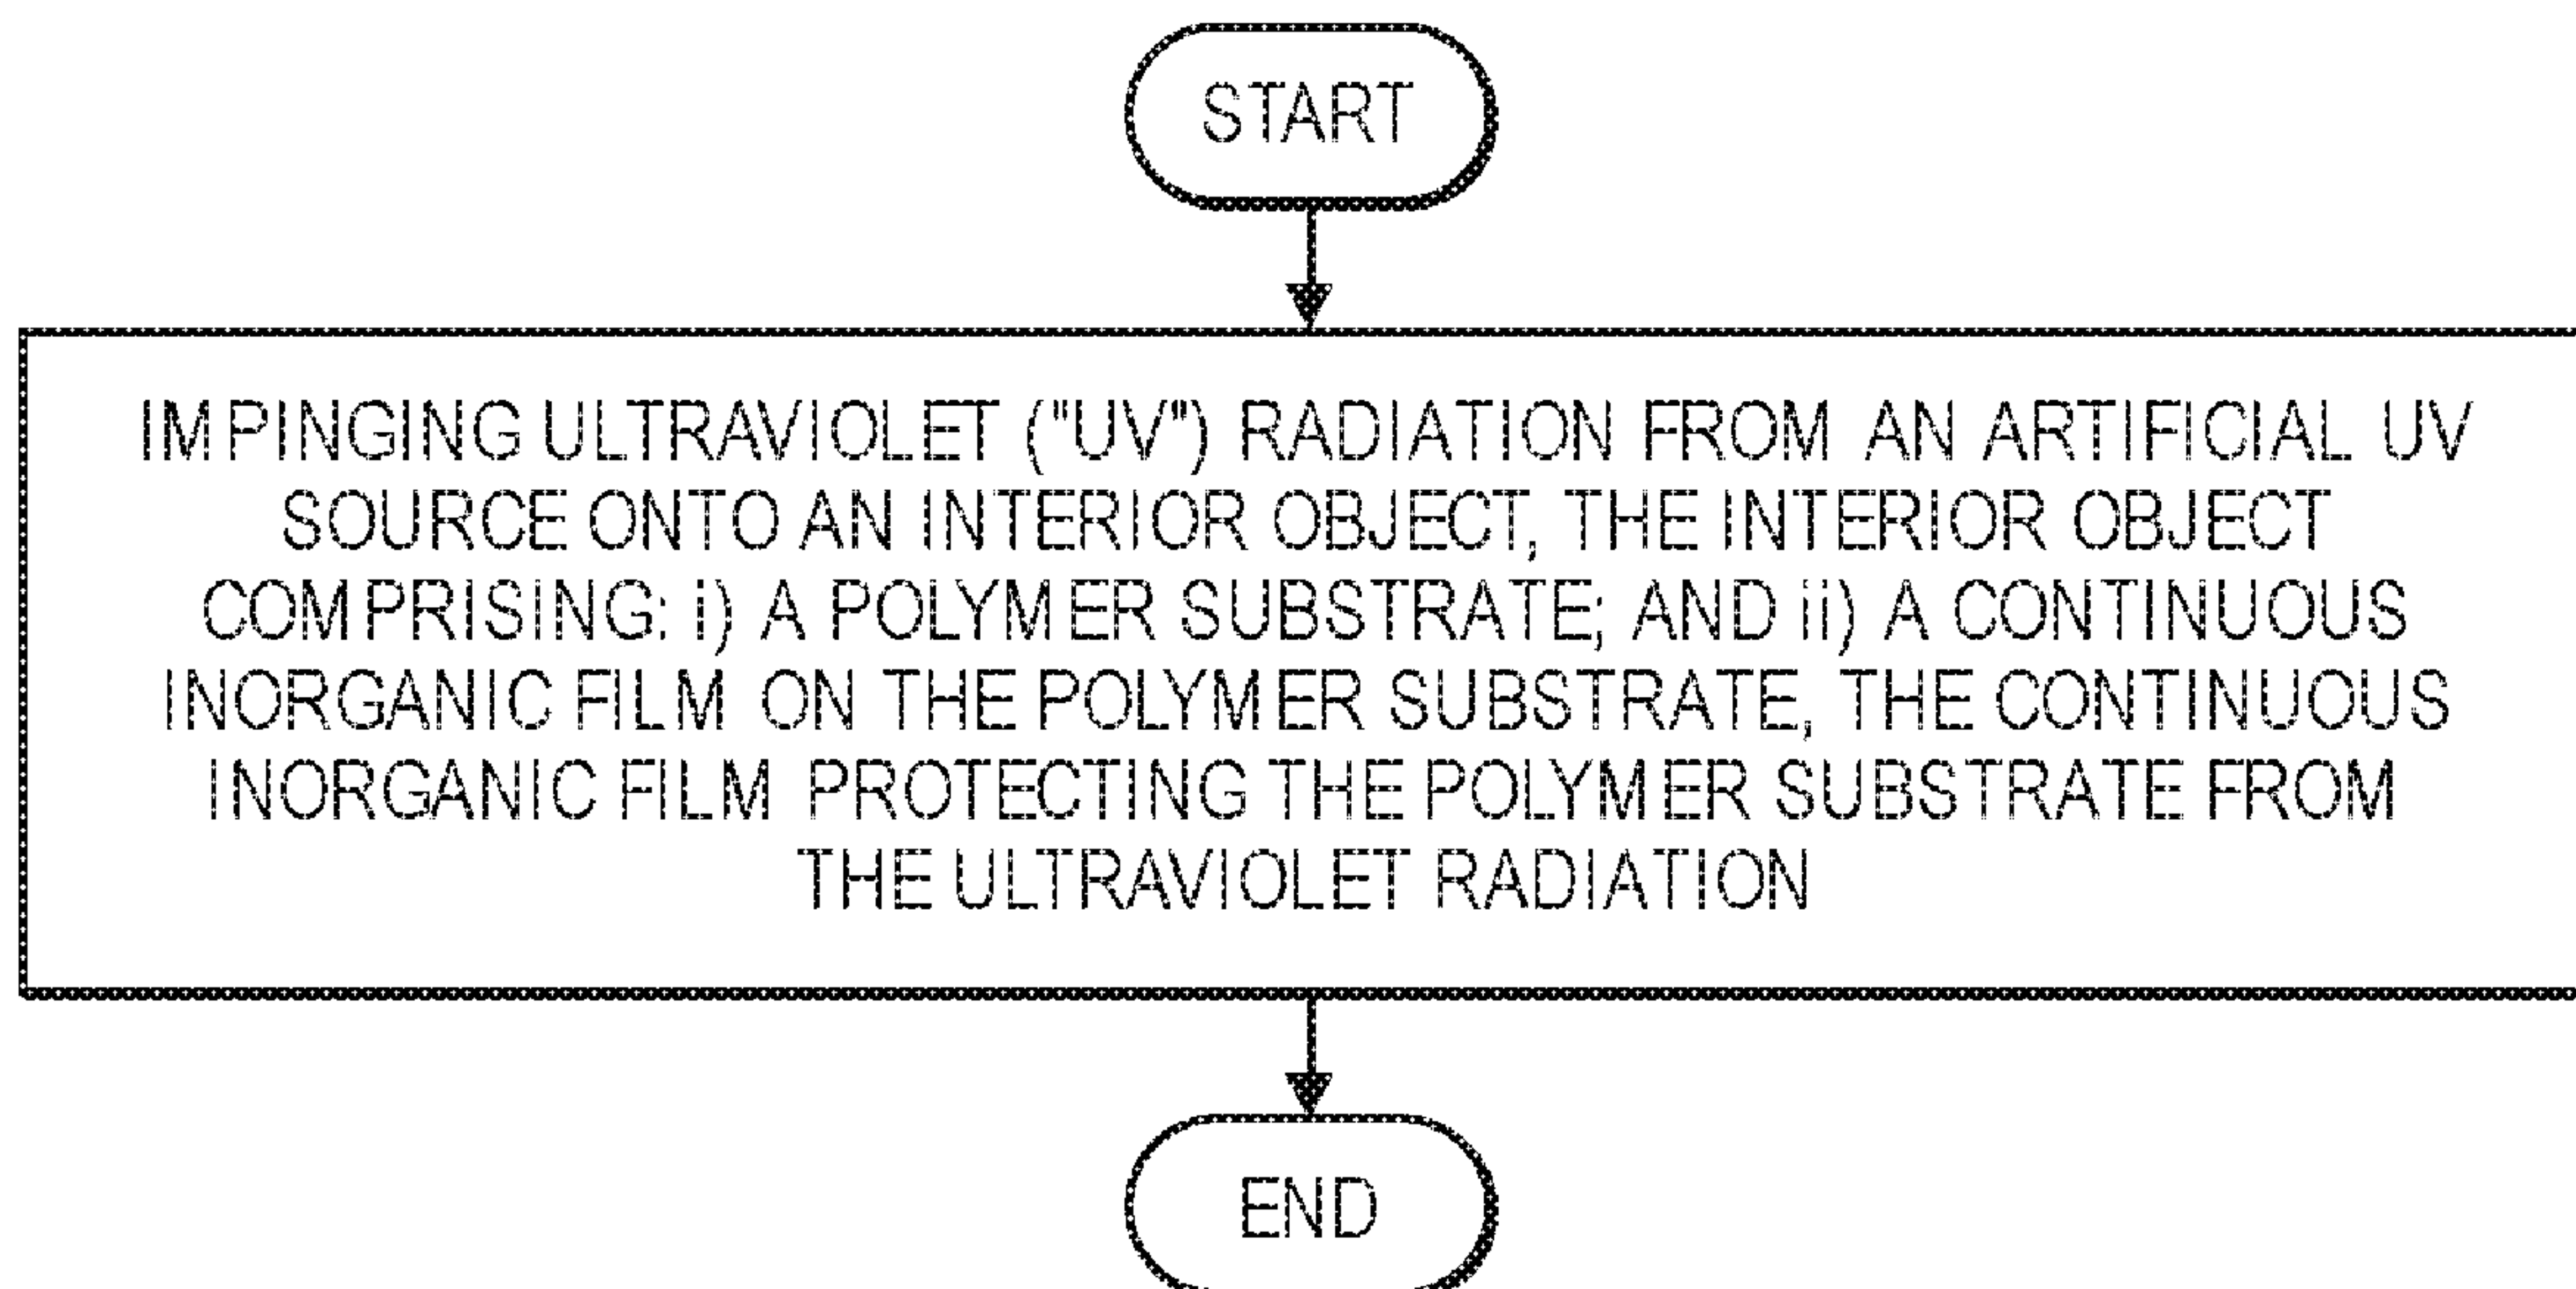 START
IMPINGING ULTRAVIOLET ("UV") RADIATION FROM AN ARTIFICIAL UV
SOURCE ONTO AN INTERIOR OBJECT, THE INTERIOR OBJECT
COMPRISING: i) A POLYMER SUBSTRATE; AND ii) A CONTINUOUS
INORGANIC FILM ON THE POLYMER SUBSTRATE, THE CONTINUOUS
INORGANIC FILM PROTECTING THE POLYMER SUBSTRATE FROM
THE ULTRAVIOLET RADIATION
END